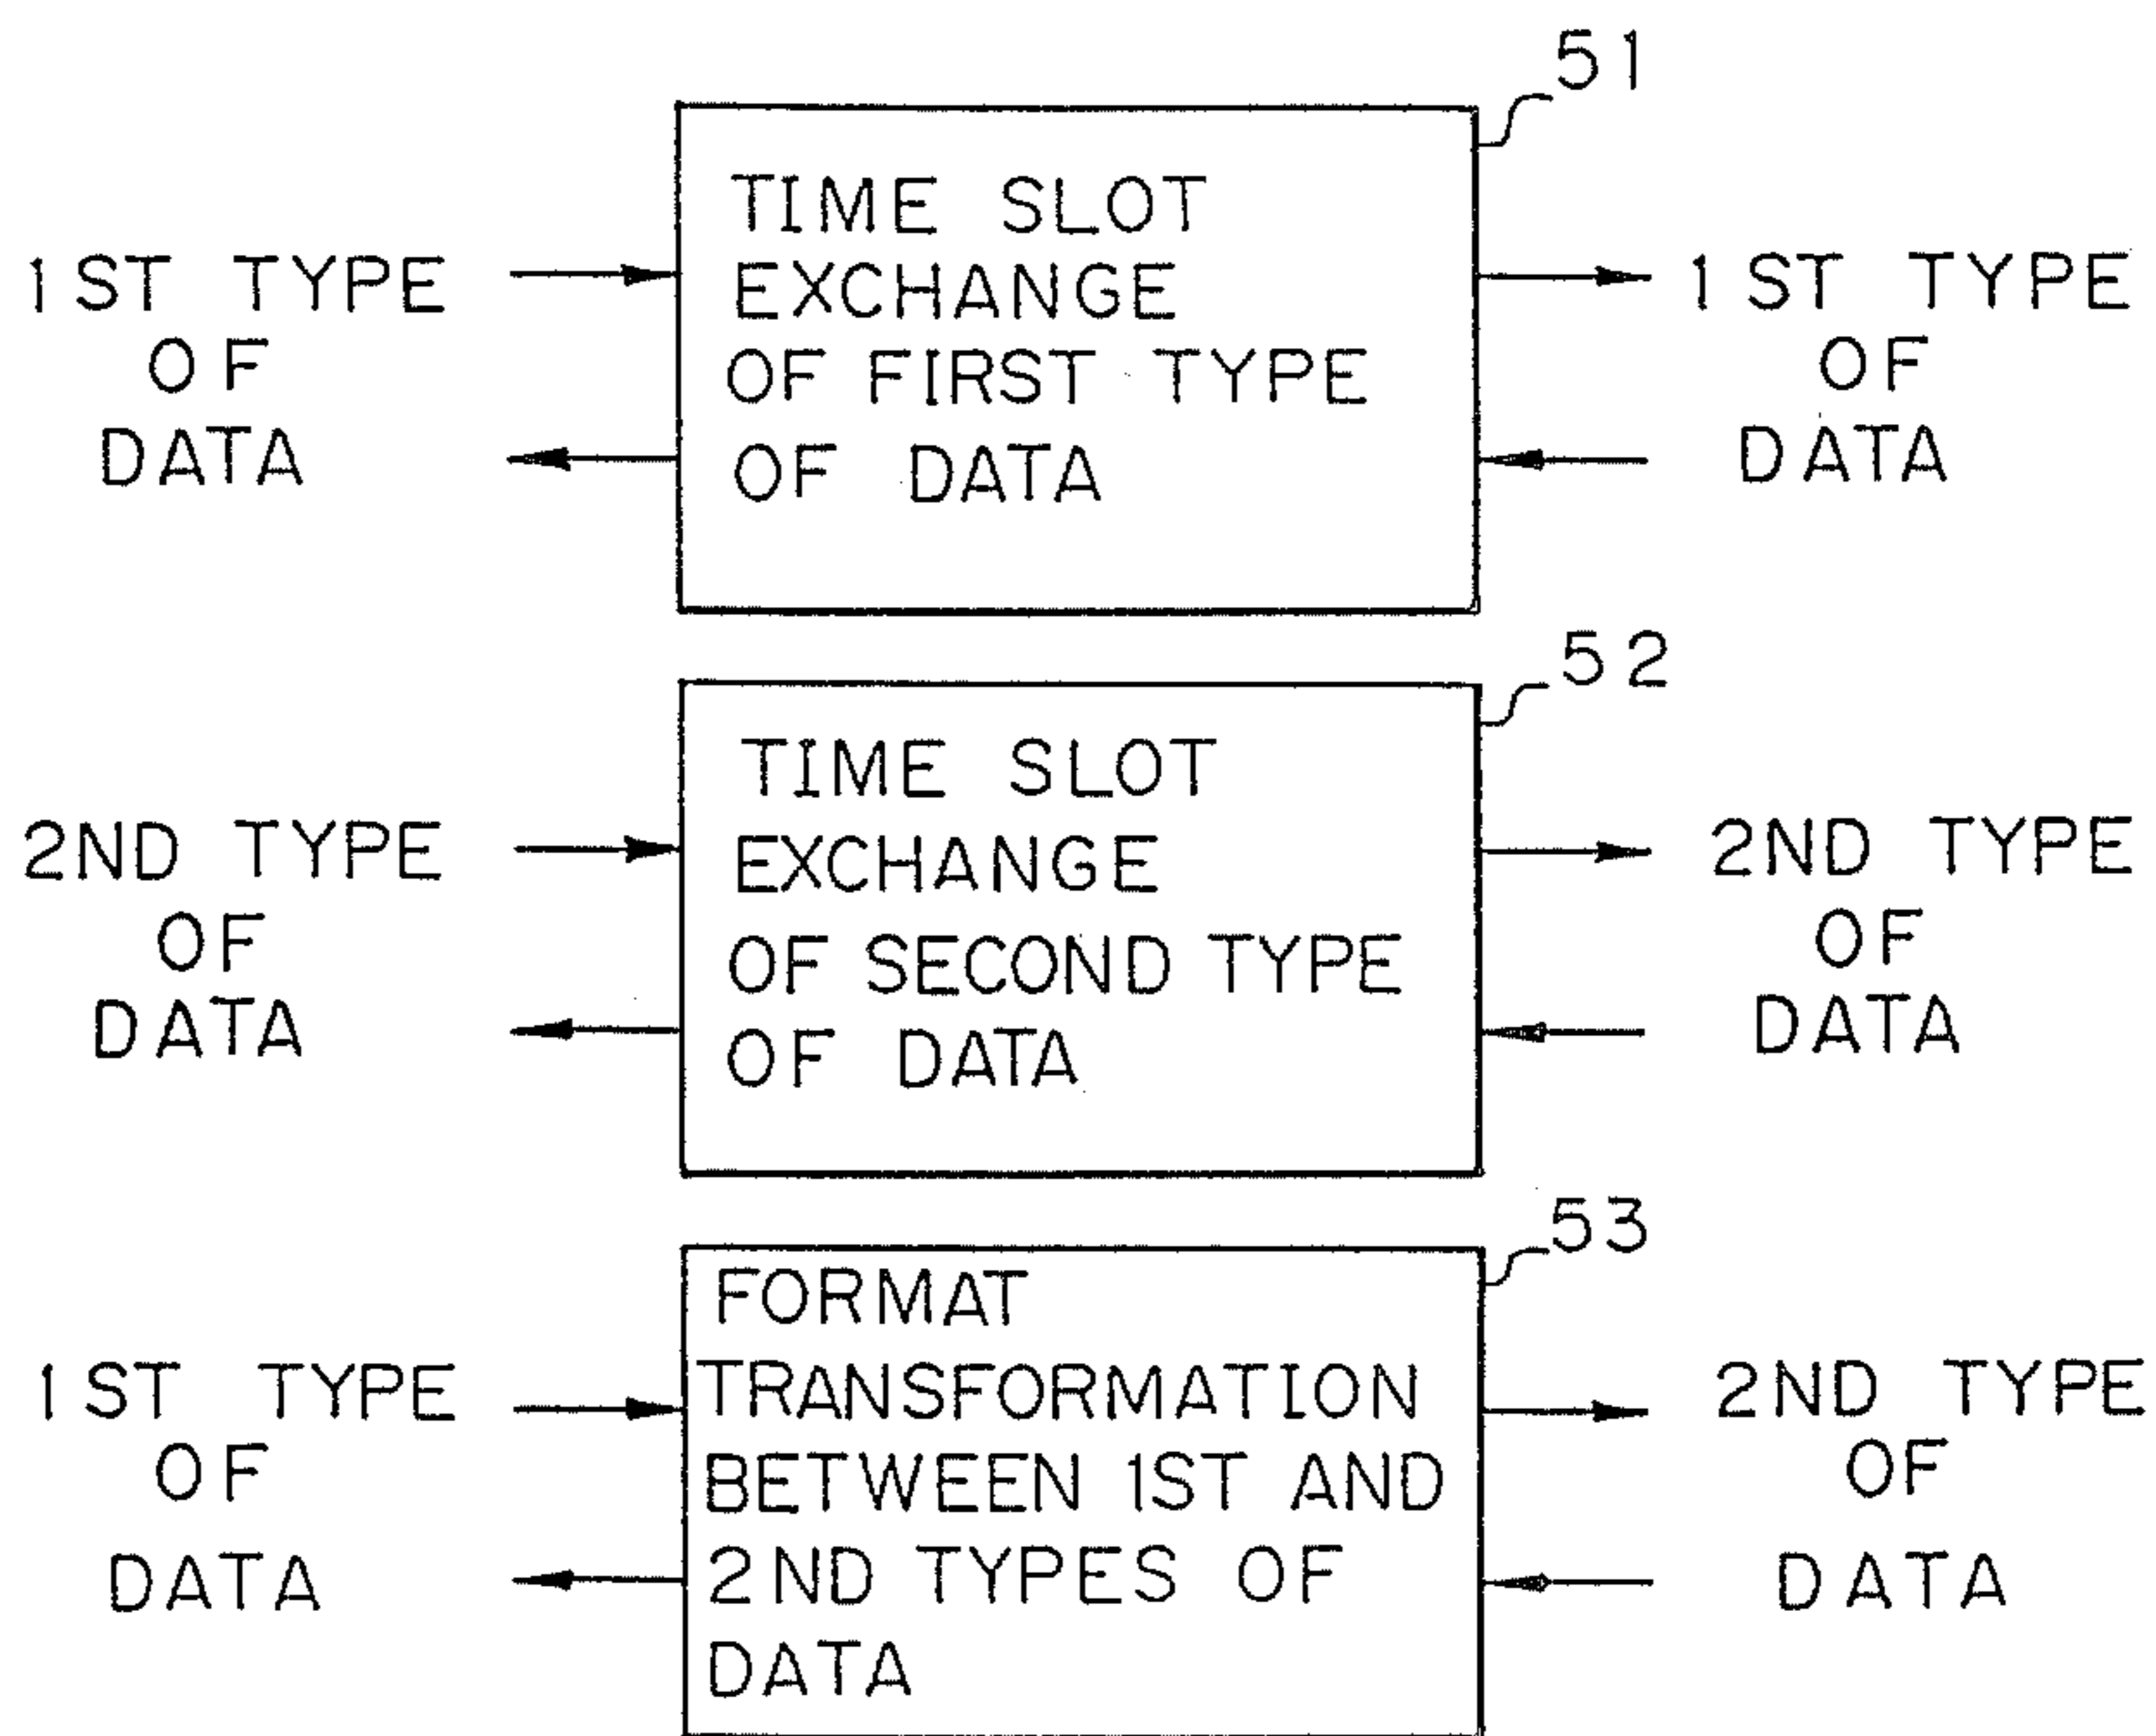 51
TIME SLOT
EXCHANGE
OF FIRST TYPE
OF DATA
1ST TYPE
OF
DATA
1ST TYPE
OF
DATA
52
TIME SLOT
EXCHANGE
OF SECOND TYPE
OF DATA
2ND TYPE
OF
DATA
2ND TYPE
OF
DATA
53
FORMAT
TRANSFORMATION
BETWEEN 1ST AND
2ND TYPES OF
DATA
1ST TYPE
OF
DATA
2ND TYPE
OF
DATA